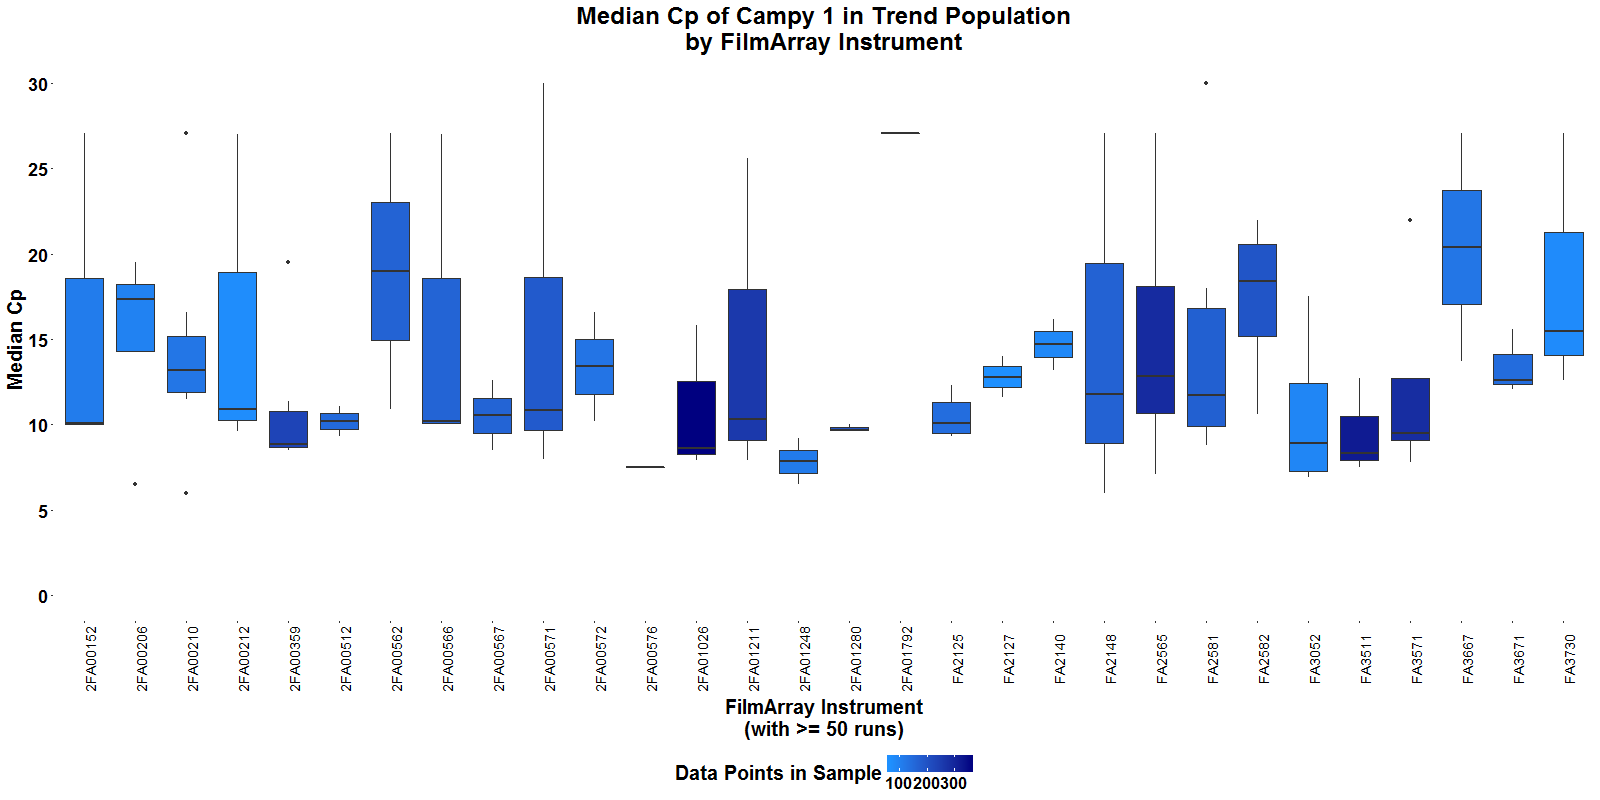 Median Cp of Campy 1 in Trend Population
by FilmArray Instrument
Median Cp
30
25
20
15
10
5
0
2FA00152
2FA00206
2FA00210
2FA00212
2FA00359
2FA00512
2FA00562
2FA00566
2FA00567
2FA00571
2FA00572
2FA00576
2FA01026
2FA01211
2FA01248
2FA01280
2FA01792
FA2125
FA2127
FA2140
FA2148
FA2565
FA2581
FA2582
FA3052
FA3511
FA3571
FA3667
FA3671
FA3730
FilmArray Instrument
(with >= 50 runs)
Data Points in Sample
100200300